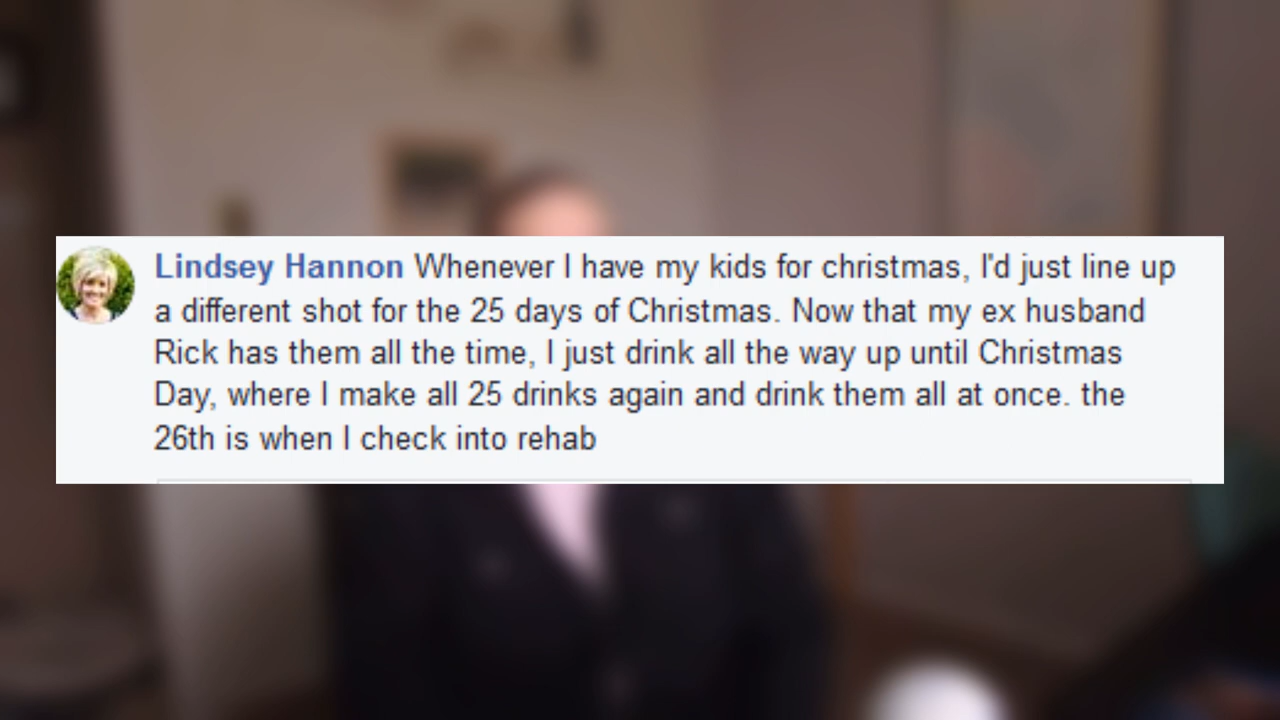 Lindsey Hannon Whenever I have my kids for christmas, I'd just line up
a different shot for the 25 days of Christmas. Now that my ex husband
Rick has them all the time, I just drink all the way up until Christmas
Day, where I make all 25 drinks again and drink them all at once. the
26th is when I check into rehab